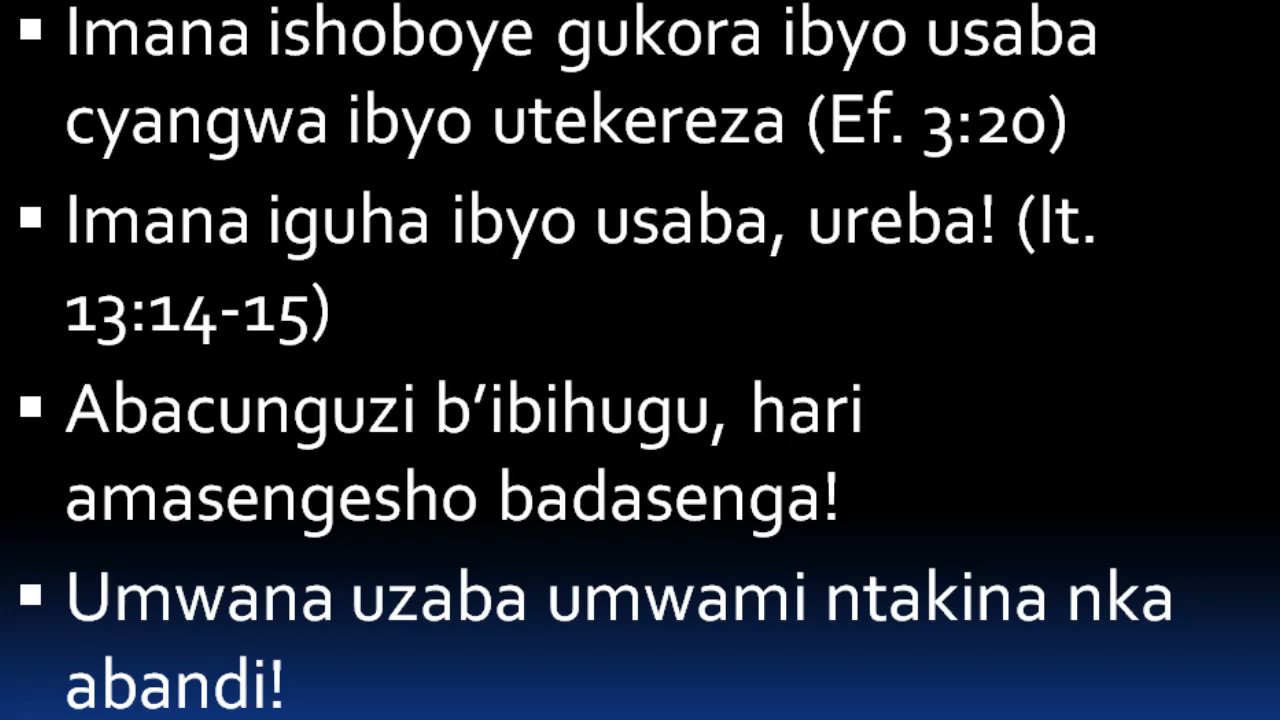 ▪ Imana ishoboye gukora ibyo usaba
cyangwa ibyo utekereza (Ef. 3:20)
▪ Imana iguha ibyo usaba, ureba! (It.
13:14-15)
▪ Abacunguzi b’ibihugu, hari
amasengesho badasenga!
▪ Umwana uzaba umwami ntakina nka
abandi!